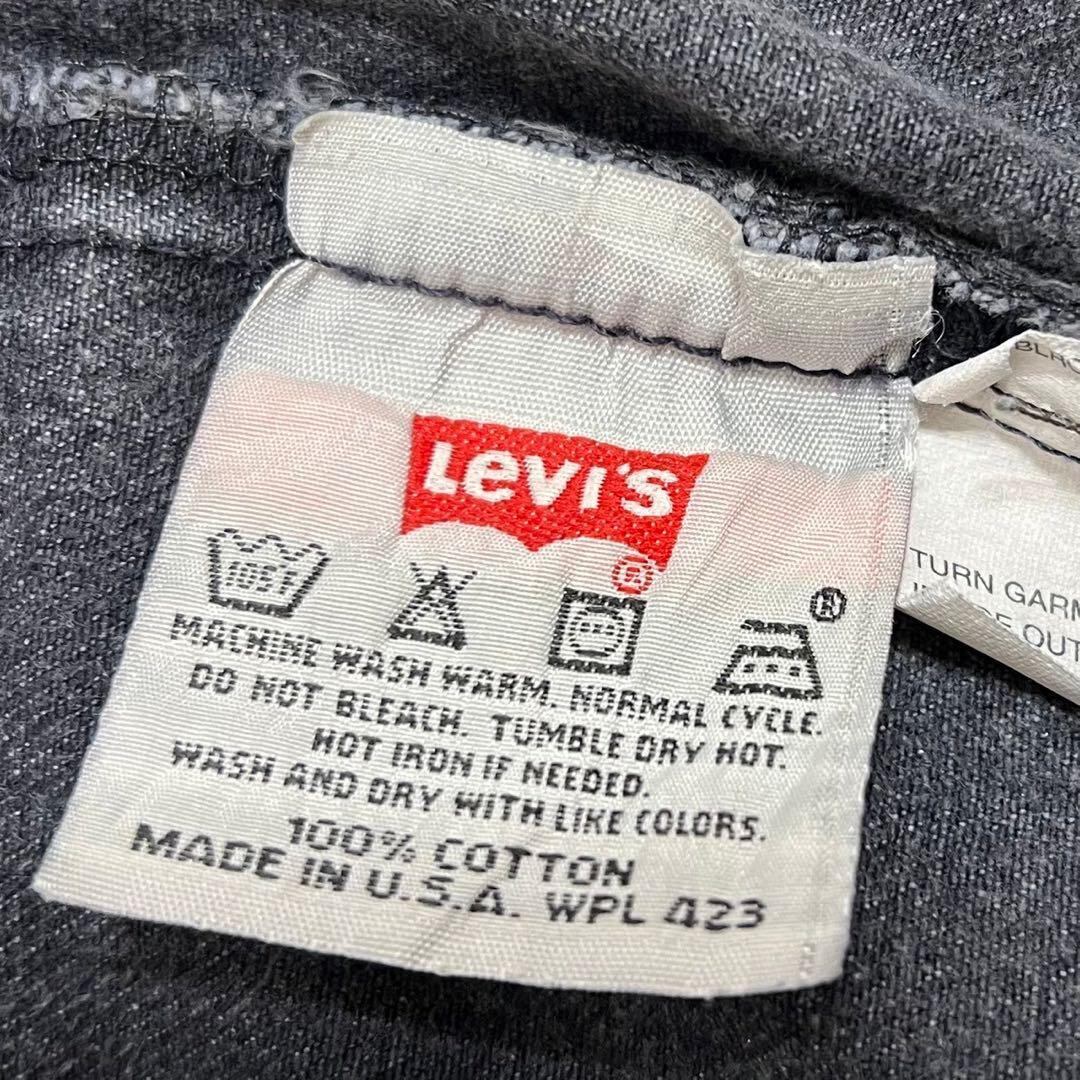 Levi's
®
105F
®
MACHINE WASH WARM. NORMAL CYCLE.
DO NOT BLEACH. TUMBLE DRY HOT.
HOT IRON IF NEEDED.
WASH AND DRY WITH LIKE COLORS.
100% COTTON
MADE IN U.S.A. WPL 423
TURN
OUT